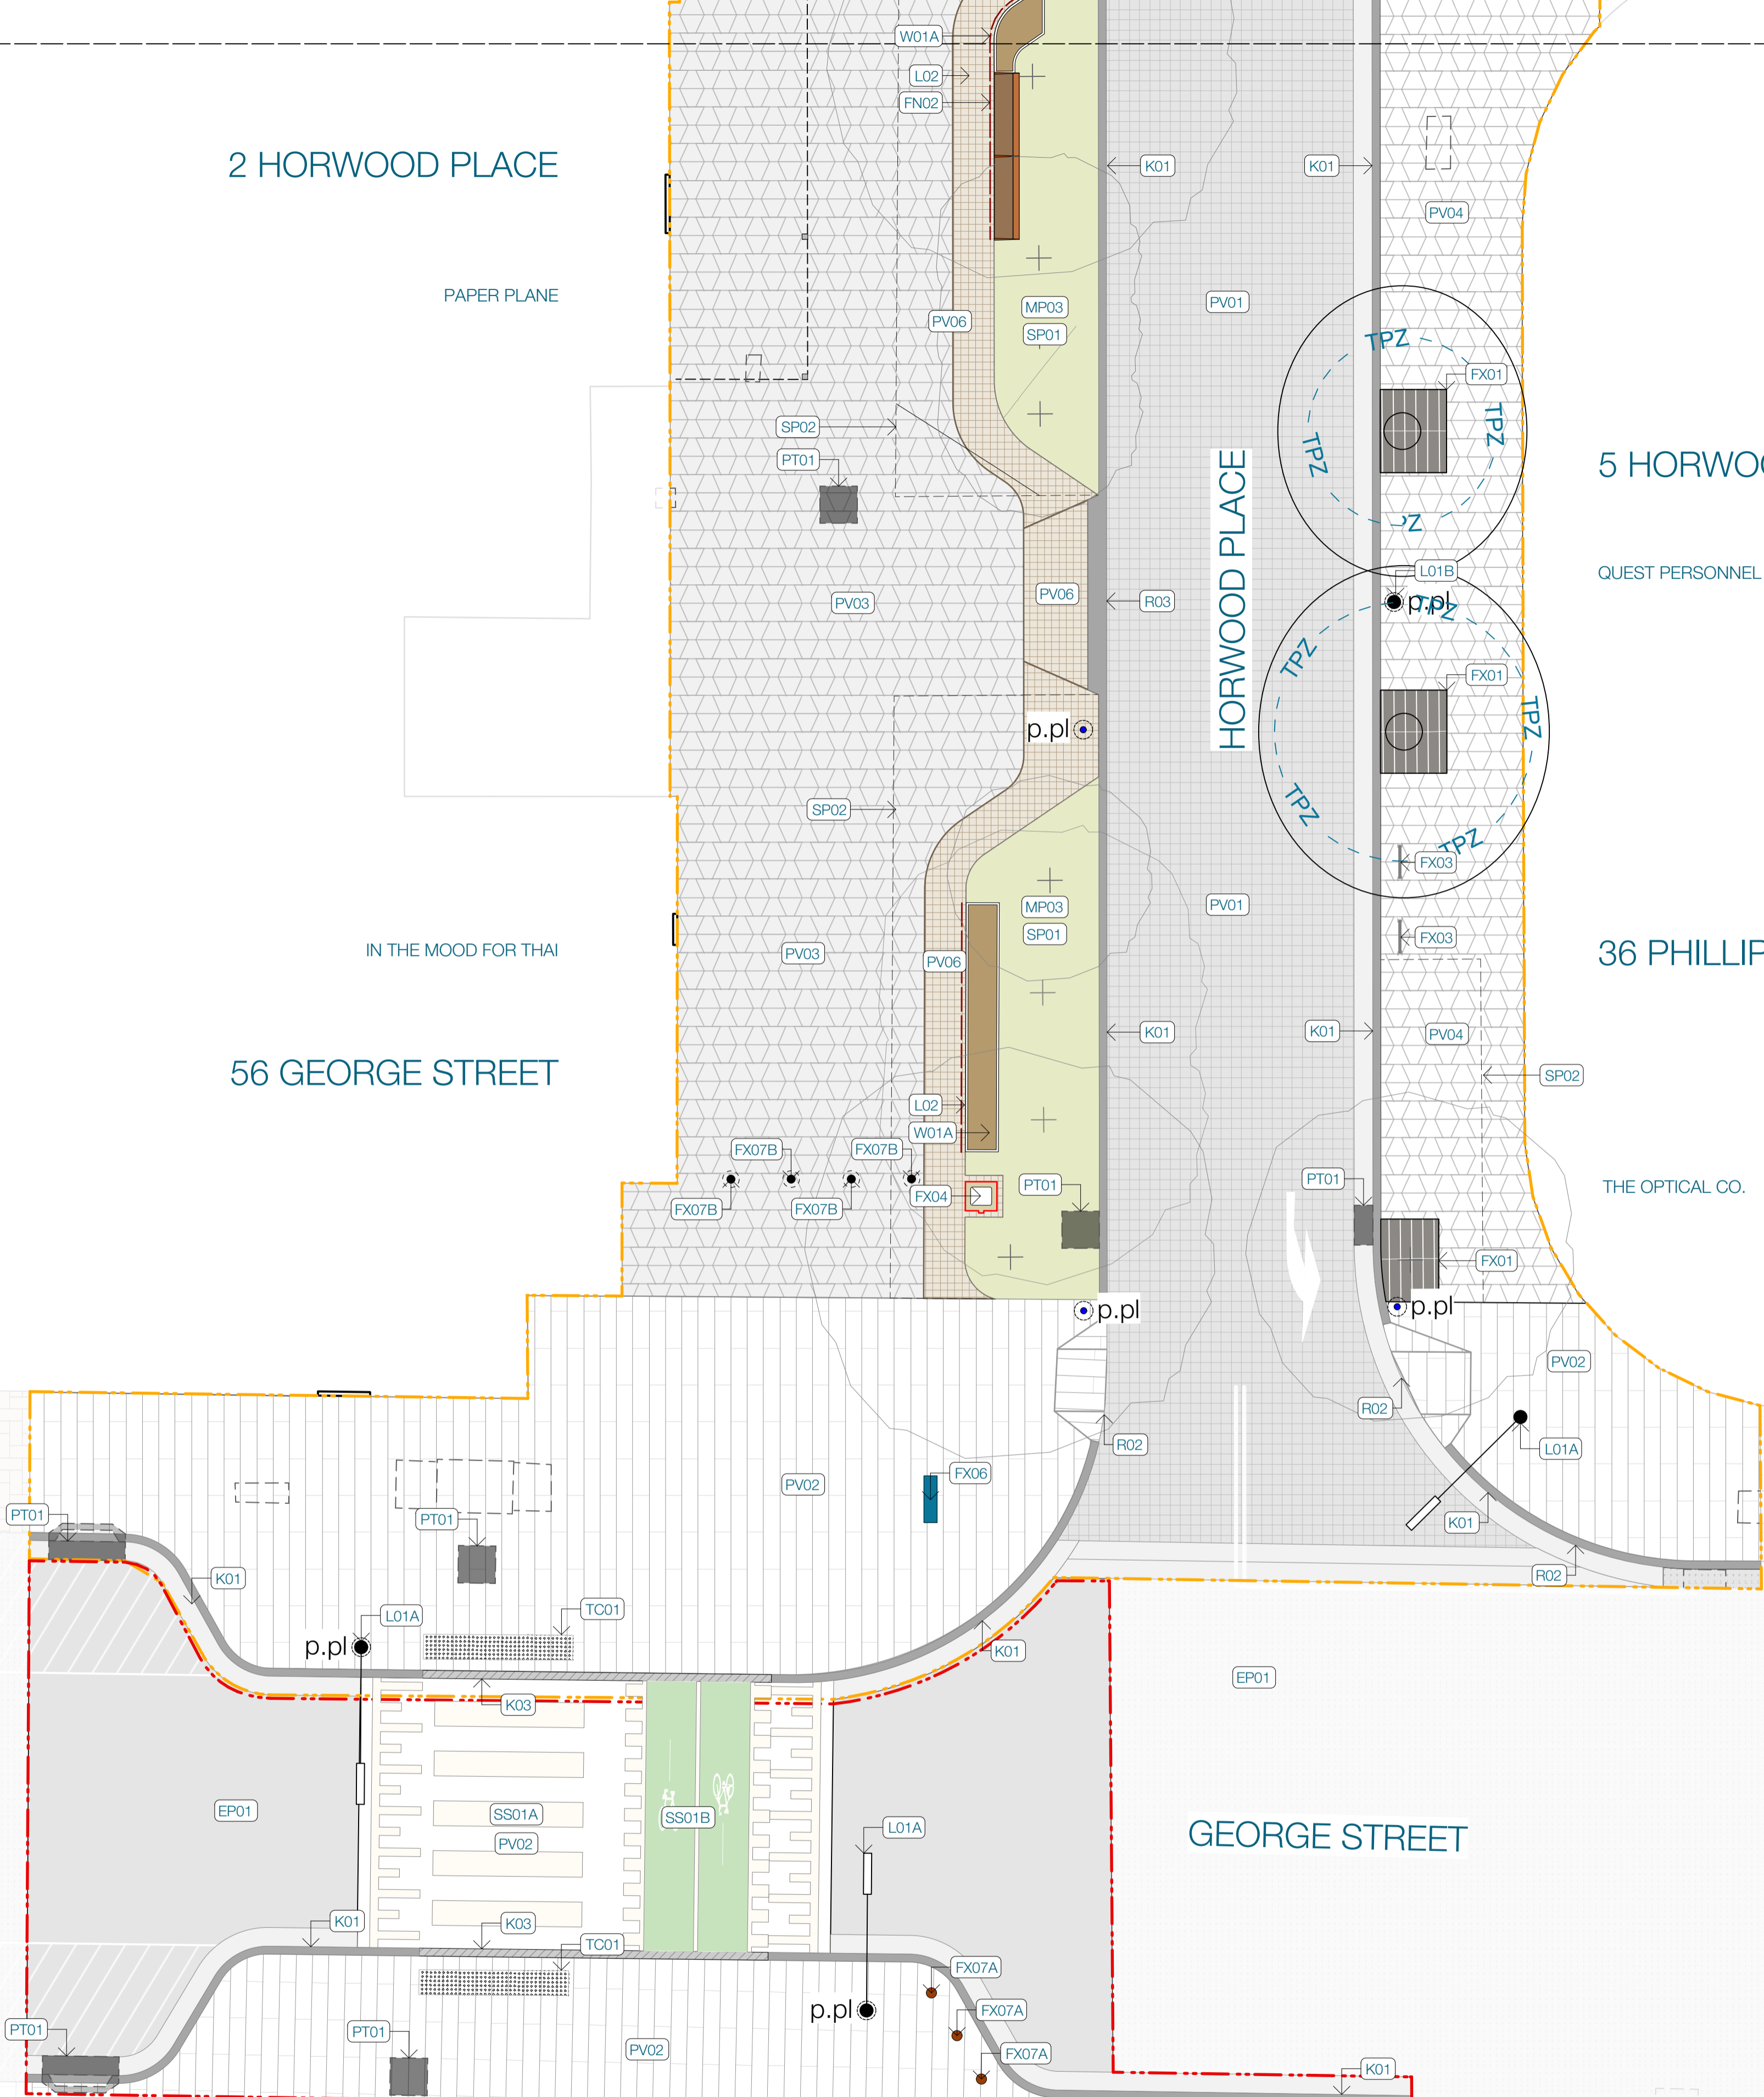 W01A
L02
FN02
2 HORWOOD PLACE
K01
K01
PV04
PAPER PLANE
PV01
MP03
PV06
SP01
TPZ
FX01
TPZ
SP02
TPZ
PT01
HORWOOD PLACE
5 HORWOO
QUEST PERSONNEL
L01B
PV03
PV06
R03
p.pl
TPZ
TPZ
FX01
p.pl
TPZ
SP02
TPZ
TPZ
FX03
MP03
PV01
SP01
FX03
IN THE MOOD FOR THAI
PV03
PV06
36 PHILLIP
K01
K01
PV04
56 GEORGE STREET
SP02
L02
W01A
FX07B
FX07B
PT01
PT01
THE OPTICAL CO.
FX04
FX07B
FX07B
FX01
p.pl
p.pl
PV02
R02
R02
L01A
FX06
PV02
PT01
PT01
K01
R02
K01
TC01
L01A
p.pl
K01
EP01
K03
EP01
SS01A
SS01B
L01A
PV02
GEORGE STREET
K01
K03
TC01
FX07A
p.pl
FX07A
PT01
PT01
PV02
FX07A
K01